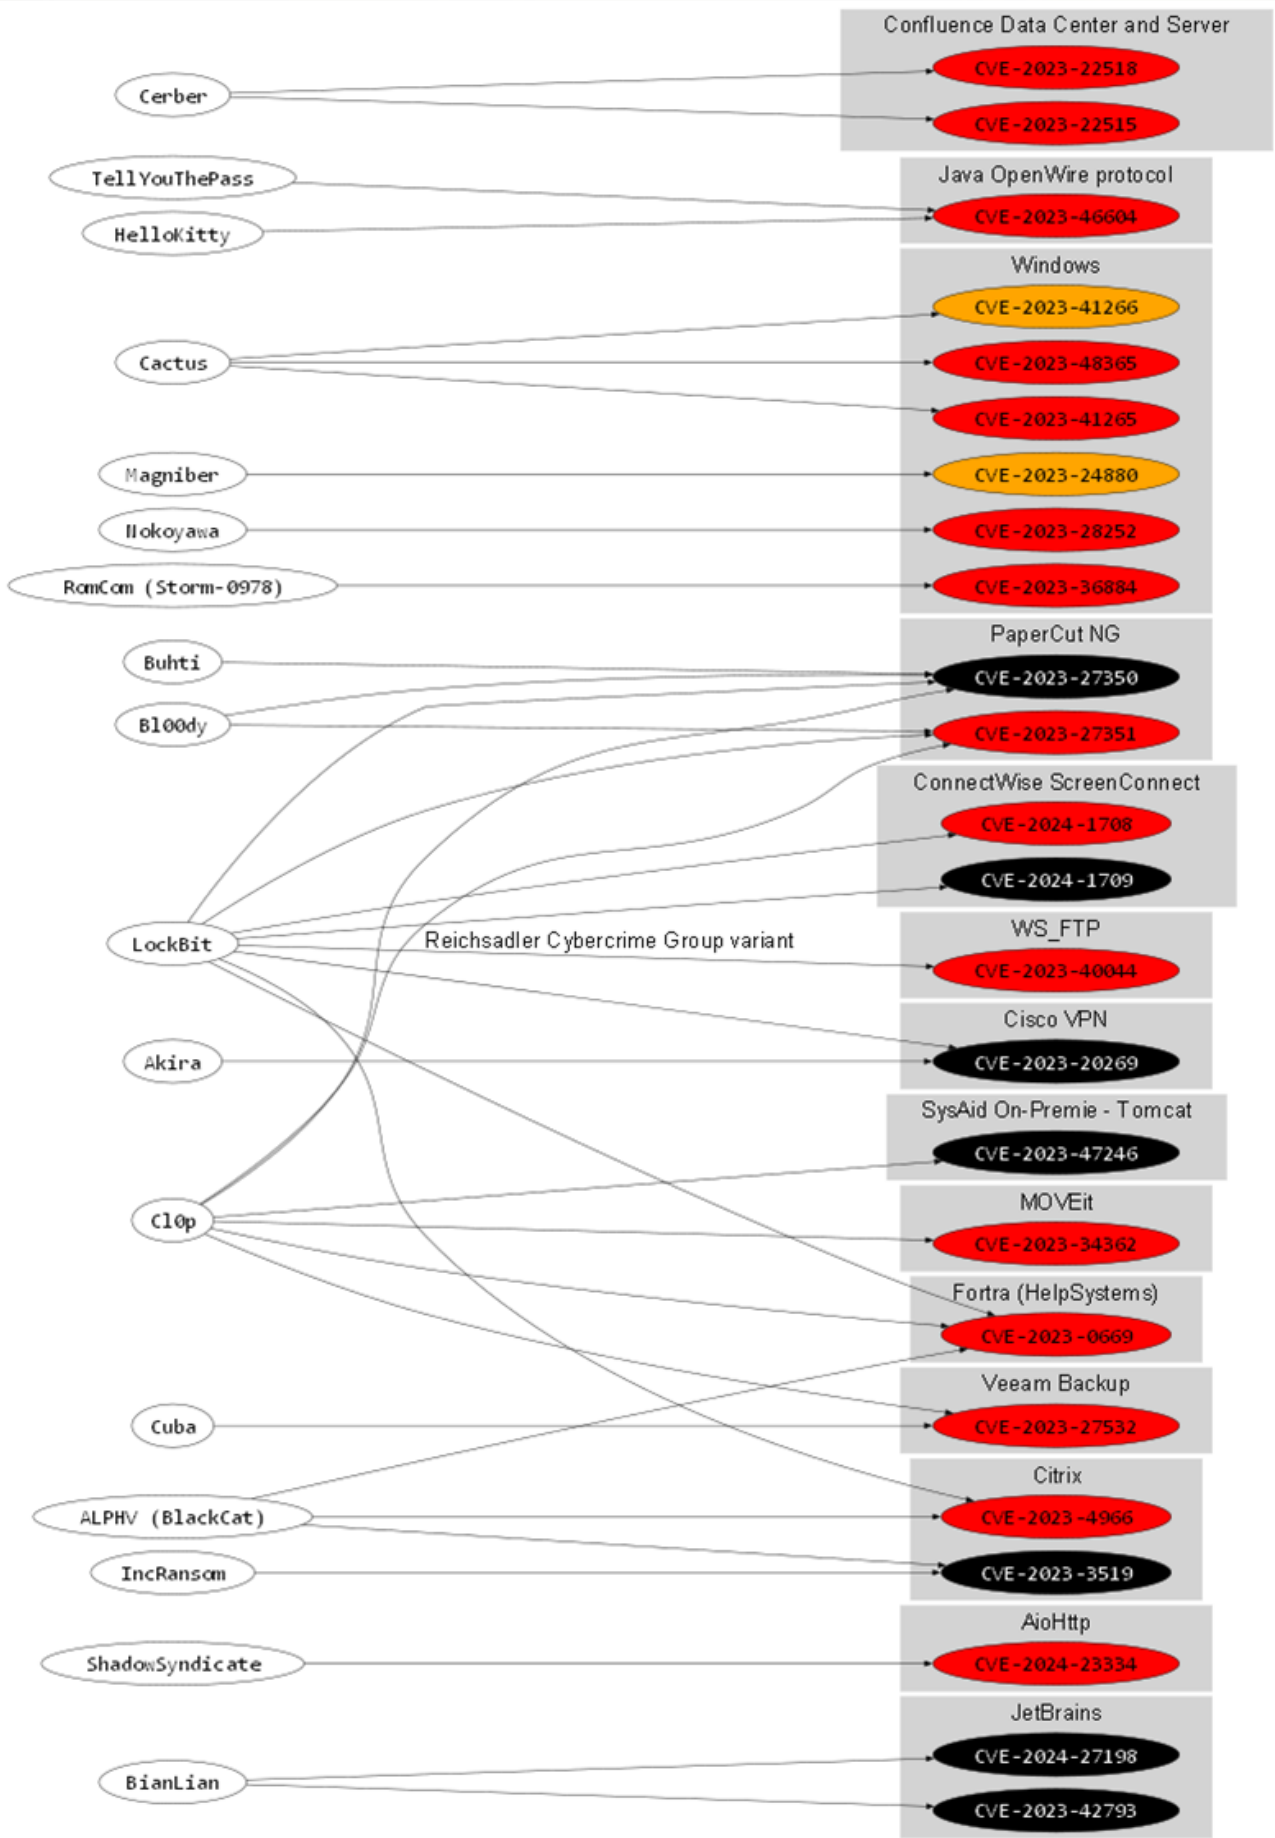 Confluence Data Center and Server
CVE-2023-22518
Cerber
CVE-2023-22515
TellYouThePass
Java OpenWire protocol
CVE-2023-46604
HelloKitty
Windows
CVE-2023-41266
Cactus
CVE-2023-48365
CVE-2023-41265
Magniber
CVE-2023-24880
Nokoyawa
CVE-2023-28252
RomCom (Storm-0978)
CVE-2023-36884
PaperCut NG
Buhti
CVE-2023-27350
Bl00dy
CVE-2023-27351
ConnectWise ScreenConnect
CVE-2024-1708
CVE-2024-1709
LockBit
Reichsadler Cybercrime Group variant
WS_FTP
CVE-2023-40044
Cisco VPN
Akira
CVE-2023-20269
SysAid On-Premie - Tomcat
CVE-2023-47246
Cl0p
MOVEit
CVE-2023-34362
Fortra (HelpSystems)
CVE-2023-0669
Veeam Backup
Cuba
CVE-2023-27532
Citrix
ALPHV (BlackCat)
CVE-2023-4966
IncRansom
CVE-2023-3519
AioHttp
ShadowSyndicate
CVE-2024-23334
JetBrains
CVE-2024-27198
BianLian
CVE-2023-42793